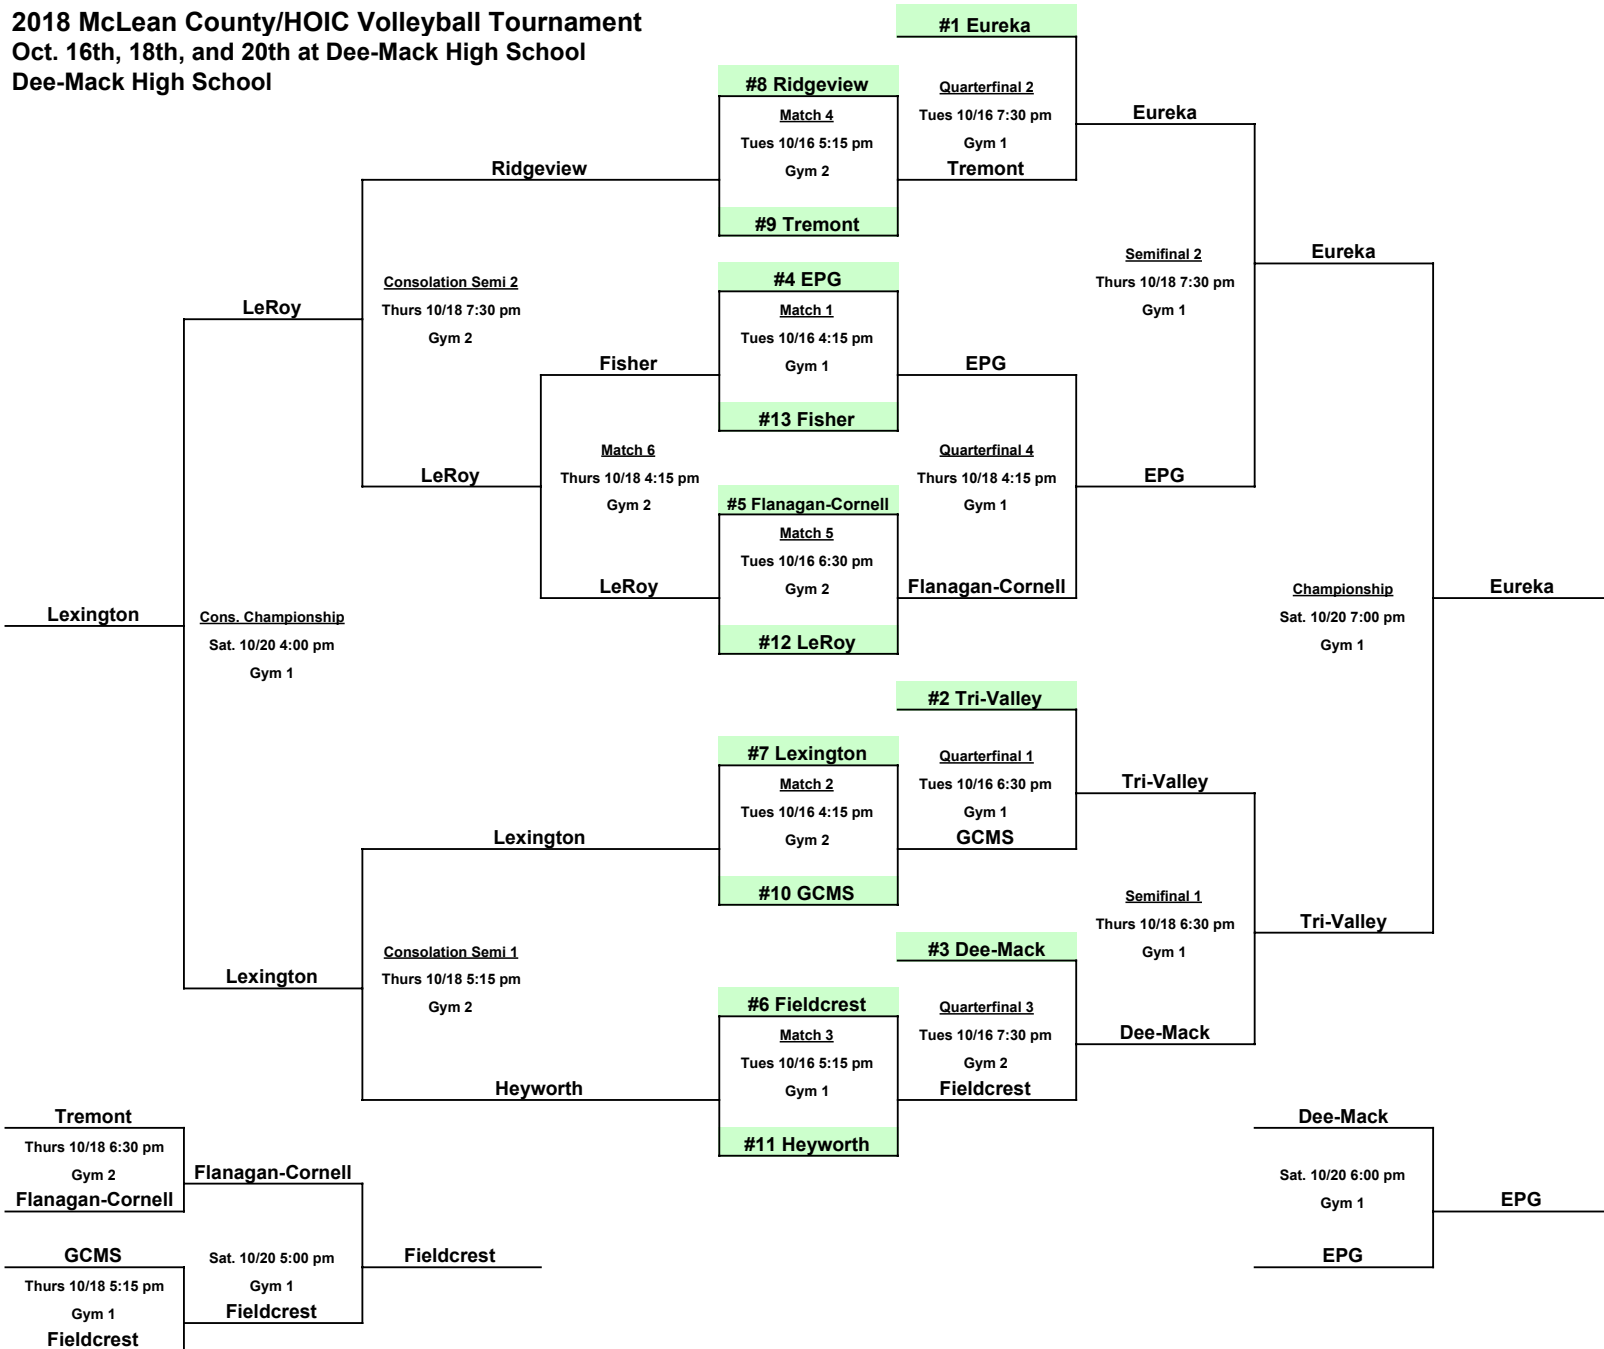 2018 McLean County/HOIC Volleyball Tournament
Oct. 16th, 18th, and 20th at Dee-Mack High School
Dee-Mack High School
#1 Eureka
#8 Ridgeview
Quarterfinal 2
Match 4
Tues 10/16 7:30 pm
Eureka
Tues 10/16 5:15 pm
Gym 1
Ridgeview
Gym 2
Tremont
#9 Tremont
Semifinal 2
Eureka
Consolation Semi 2
#4 EPG
Thurs 10/18 7:30 pm
LeRoy
Thurs 10/18 7:30 pm
Match 1
Gym 1
Gym 2
Tues 10/16 4:15 pm
Fisher
Gym 1
EPG
#13 Fisher
Match 6
Quarterfinal 4
LeRoy
Thurs 10/18 4:15 pm
Thurs 10/18 4:15 pm
EPG
Gym 2
#5 Flanagan-Cornell
Gym 1
Match 5
Tues 10/16 6:30 pm
LeRoy
Gym 2
Flanagan-Cornell
Championship
Eureka
Lexington
Cons. Championship
Sat. 10/20 7:00 pm
Sat. 10/20 4:00 pm
#12 LeRoy
Gym 1
Gym 1
#2 Tri-Valley
#7 Lexington
Quarterfinal 1
Match 2
Tues 10/16 6:30 pm
Tri-Valley
Tues 10/16 4:15 pm
Gym 1
Lexington
Gym 2
GCMS
#10 GCMS
Semifinal 1
Thurs 10/18 6:30 pm
Tri-Valley
Consolation Semi 1
#3 Dee-Mack
Gym 1
Lexington
Thurs 10/18 5:15 pm
Gym 2
#6 Fieldcrest
Quarterfinal 3
Match 3
Tues 10/16 7:30 pm
Dee-Mack
Tues 10/16 5:15 pm
Gym 2
Heyworth
Gym 1
Fieldcrest
Tremont
Dee-Mack
Thurs 10/18 6:30 pm
#11 Heyworth
Gym 2
Flanagan-Cornell
Sat. 10/20 6:00 pm
Flanagan-Cornell
Gym 1
EPG
GCMS
Sat. 10/20 5:00 pm
Fieldcrest
EPG
Thurs 10/18 5:15 pm
Gym 1
Gym 1
Fieldcrest
Fieldcrest